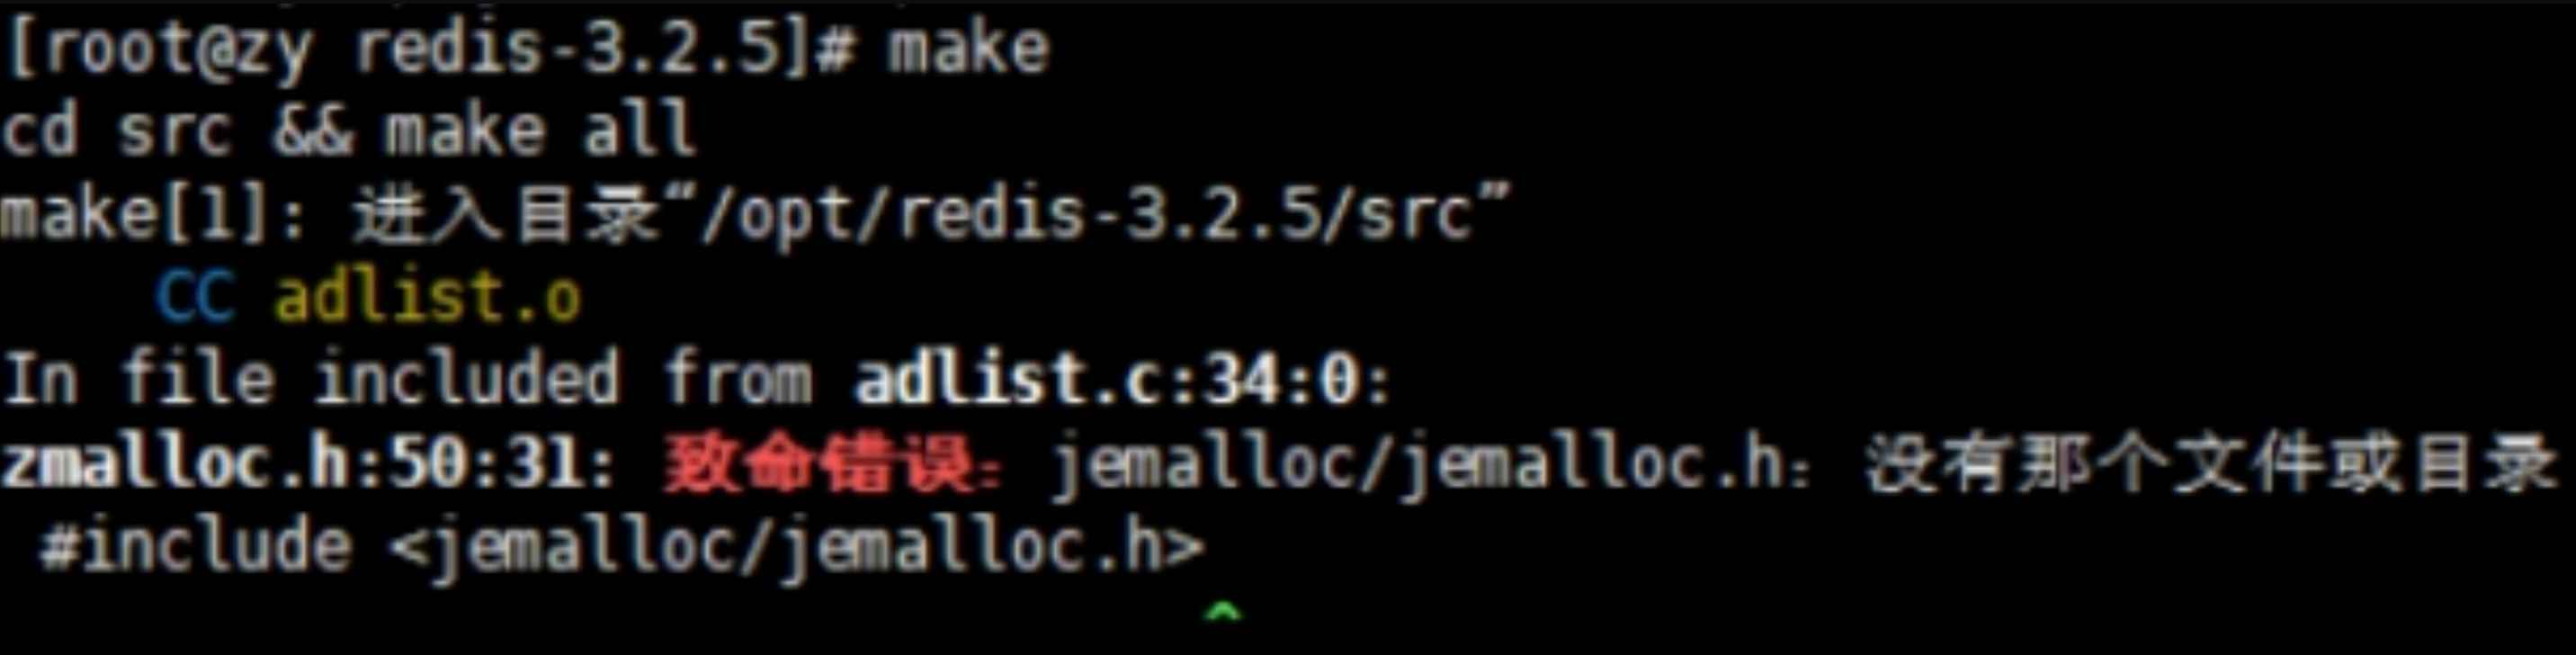 [root@zy redis-3.2.5]# make
cd src && make all
make[1]: 进入目录“/opt/redis-3.2.5/src”
    CC adlist.o
In file included from adlist.c:34:0:
zmalloc.h:50:31: 致命错误：jemalloc/jemalloc.h：没有那个文件或目录
 #include <jemalloc/jemalloc.h>
                               ^